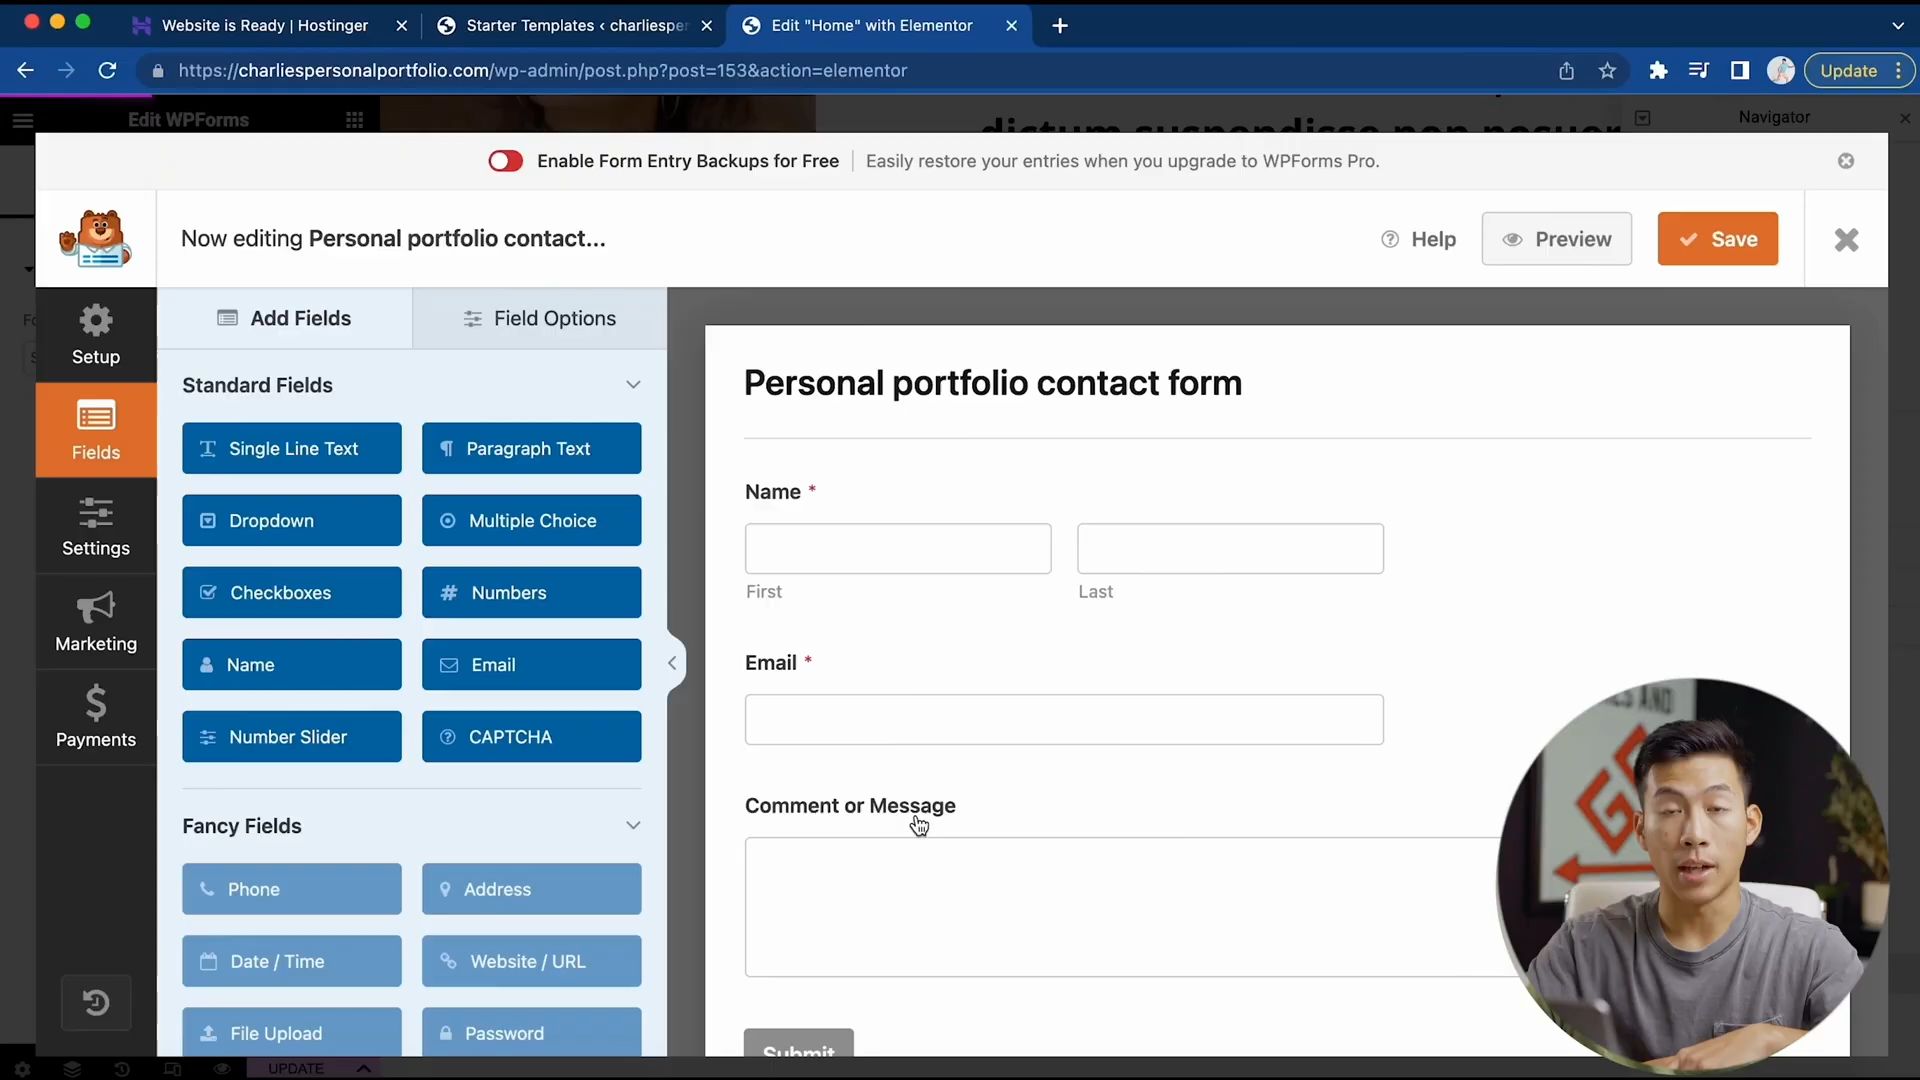 Website is Ready | Hostinger
Starter Templates ‹ charliesper
Edit "Home" with Elementor
https://charliespersonalportfolio.com/wp-admin/post.php?post=153&action=elementor
Update
Edit WPForms
dictum suspendisse non posuer
Navigator
Enable Form Entry Backups for Free
Easily restore your entries when you upgrade to WPForms Pro.
Now editing Personal portfolio contact...
Help
Preview
Save
Setup
Fields
Settings
Marketing
Payments
Add Fields
Field Options
Standard Fields
Single Line Text
Paragraph Text
Dropdown
Multiple Choice
Checkboxes
Numbers
Name
Email
Number Slider
CAPTCHA
Fancy Fields
Phone
Address
Date / Time
Website / URL
File Upload
Password
Personal portfolio contact form
Name *
First
Last
Email *
Comment or Message
Submit
UPDATE